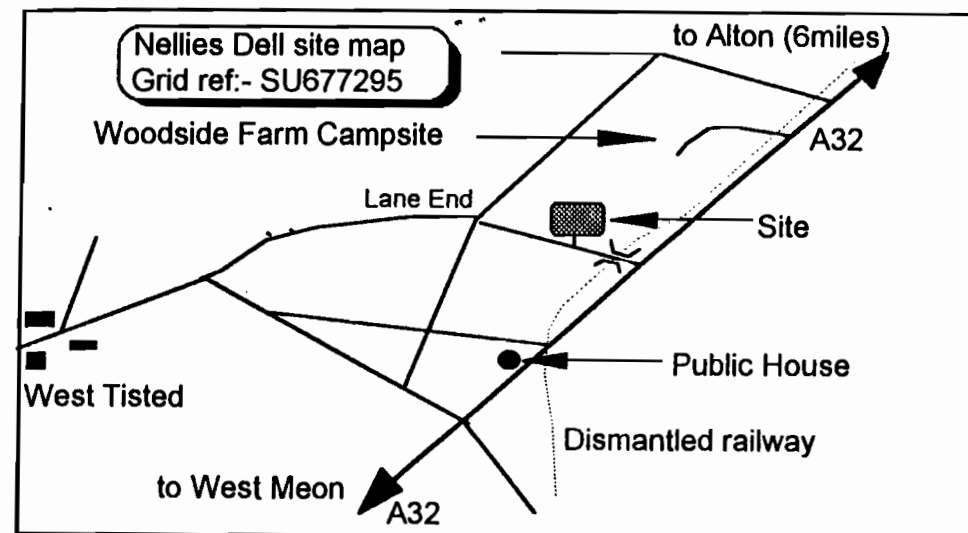 Nellies Dell site map
Grid ref:- SU677295
to Alton (6miles)
Woodside Farm Campsite
A32
Lane End
Site
Public House
West Tisted
Dismantled railway
to West Meon
A32